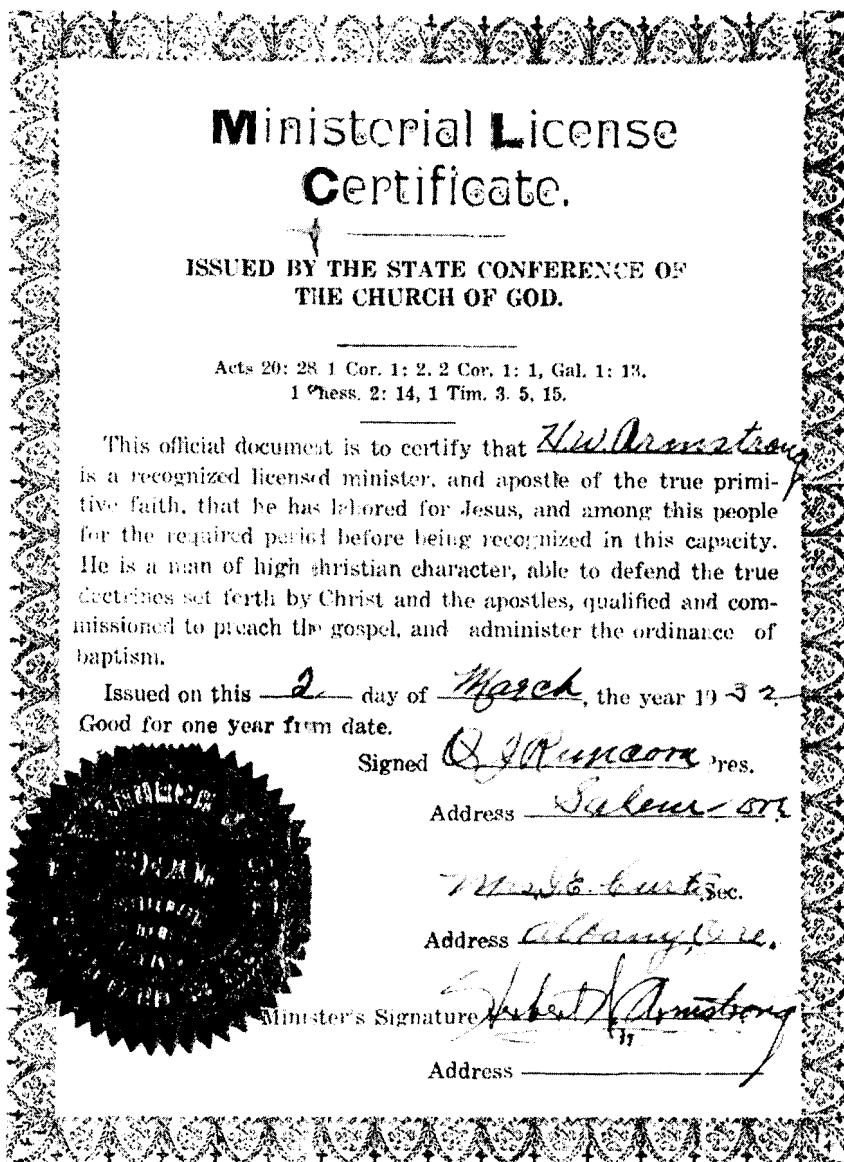 Ministerial License
Certificate.
ISSUED BY THE STATE CONFERENCE OF
THE CHURCH OF GOD.
Acts 20: 28 1 Cor. 1: 2. 2 Cor. 1: 1, Gal. 1: 13.
1 Thess. 2: 14, 1 Tim. 3. 5, 15.
This official document is to certify that H.W. Armstrong
is a recognized licensed minister, and apostle of the true primi-
tive faith, that he has labored for Jesus, and among this people
for the required period before being recognized in this capacity.
He is a man of high christian character, able to defend the true
doctrines set forth by Christ and the apostles, qualified and com-
missioned to preach the gospel, and administer the ordinance of
baptism.
Issued on this 2 day of March, the year 1932
Good for one year from date.
Signed O J Runcorn Pres.
Address Salem - Ore
Mrs. I.E. Curtis Sec.
Address Albany, Ore.
Minister's Signature Herbert W. Armstrong
Address